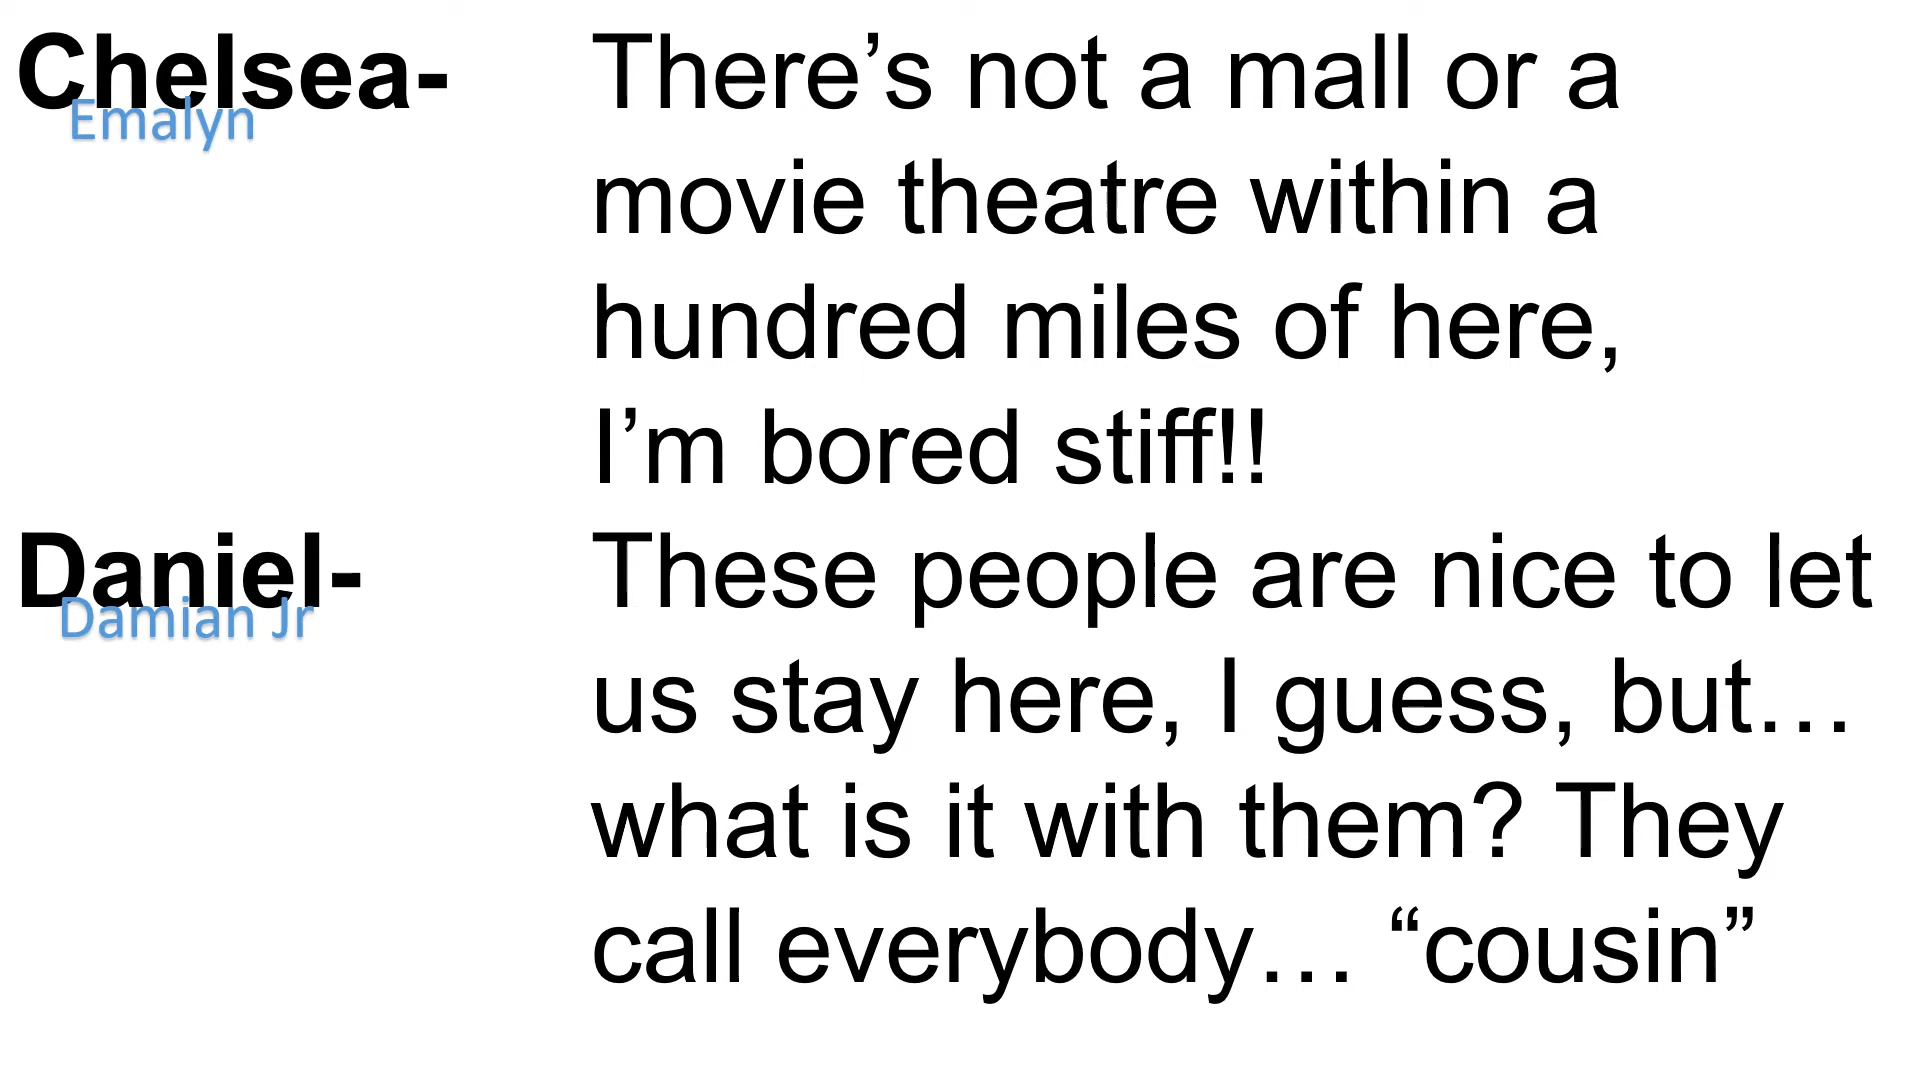 Chelsea- There’s not a mall or a
Emalyn
movie theatre within a
hundred miles of here,
I’m bored stiff!!
Daniel- These people are nice to let
Damian Jr
us stay here, I guess, but…
what is it with them? They
call everybody… “cousin”